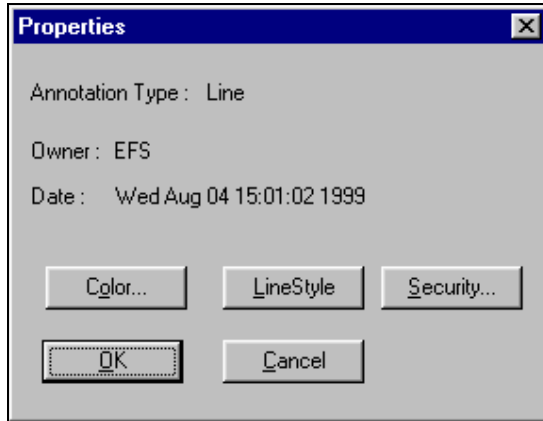 Properties
Annotation Type : Line
Owner : EFS
Date : Wed Aug 04 15:01:02 1999
Color... LineStyle Security...
OK Cancel